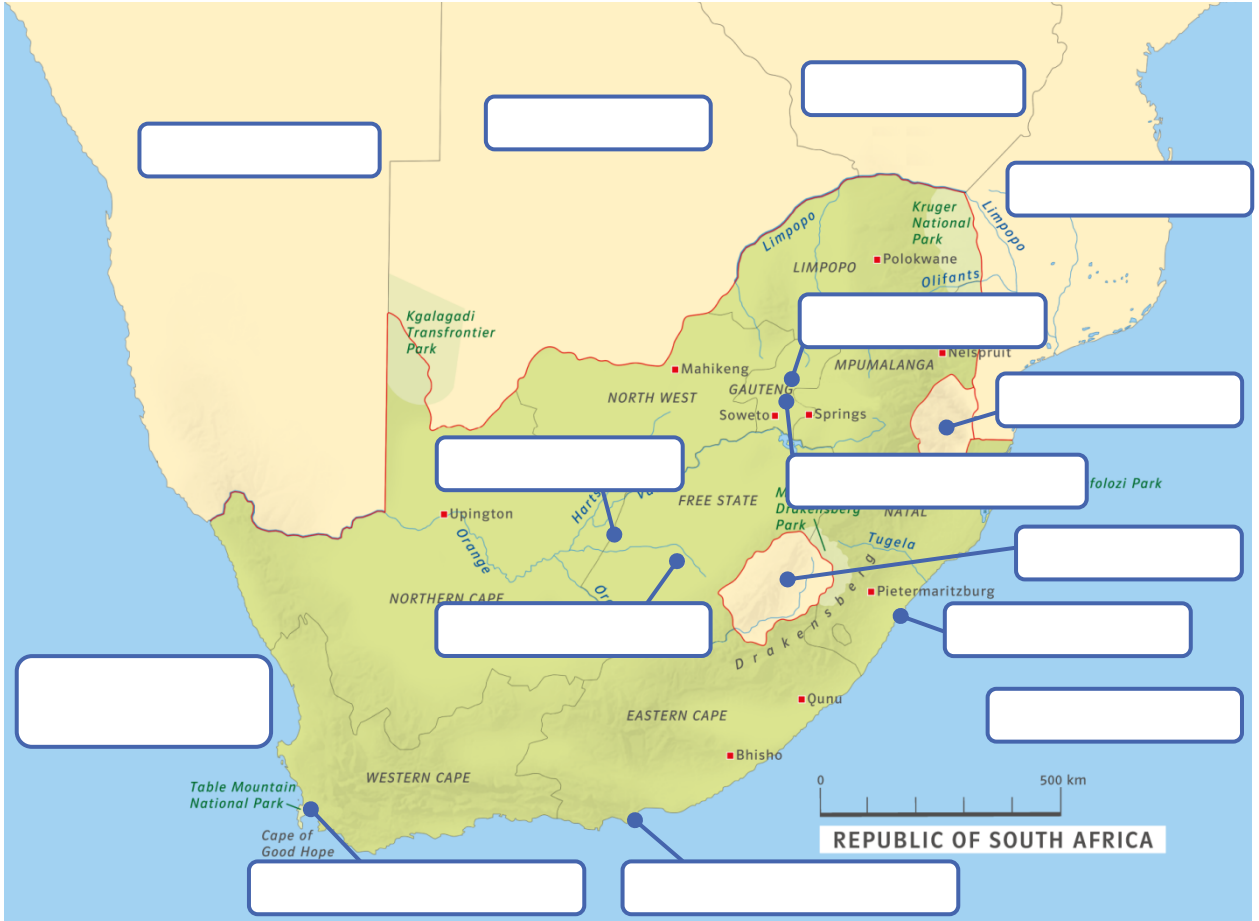 Kruger
National
Park
Limpopo
Limpopo
Polokwane
LIMPOPO
Olifants
Kgalagadi
Transfrontier
Park
Nelspruit
MPUMALANGA
Mahikeng
GAUTENG
NORTH WEST
Soweto
Springs
Harts
FREE STATE
folozi Park
Drakensberg
Park
NATAL
Upington
Orange
Tugela
NORTHERN CAPE
Pietermaritzburg
Drakensberg
Qunu
EASTERN CAPE
Bhisho
WESTERN CAPE
Table Mountain
National Park
Cape of
Good Hope
0 500 km
REPUBLIC OF SOUTH AFRICA